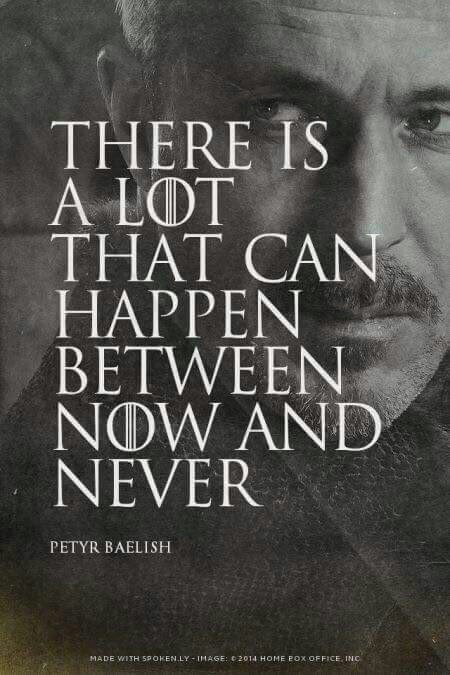 THERE IS
A LOT
THAT CAN
HAPPEN
BETWEEN
NOW AND
NEVER
PETYR BAELISH
MADE WITH SPOKEN.LY - IMAGE: ©2014 HOME BOX OFFICE, INC.